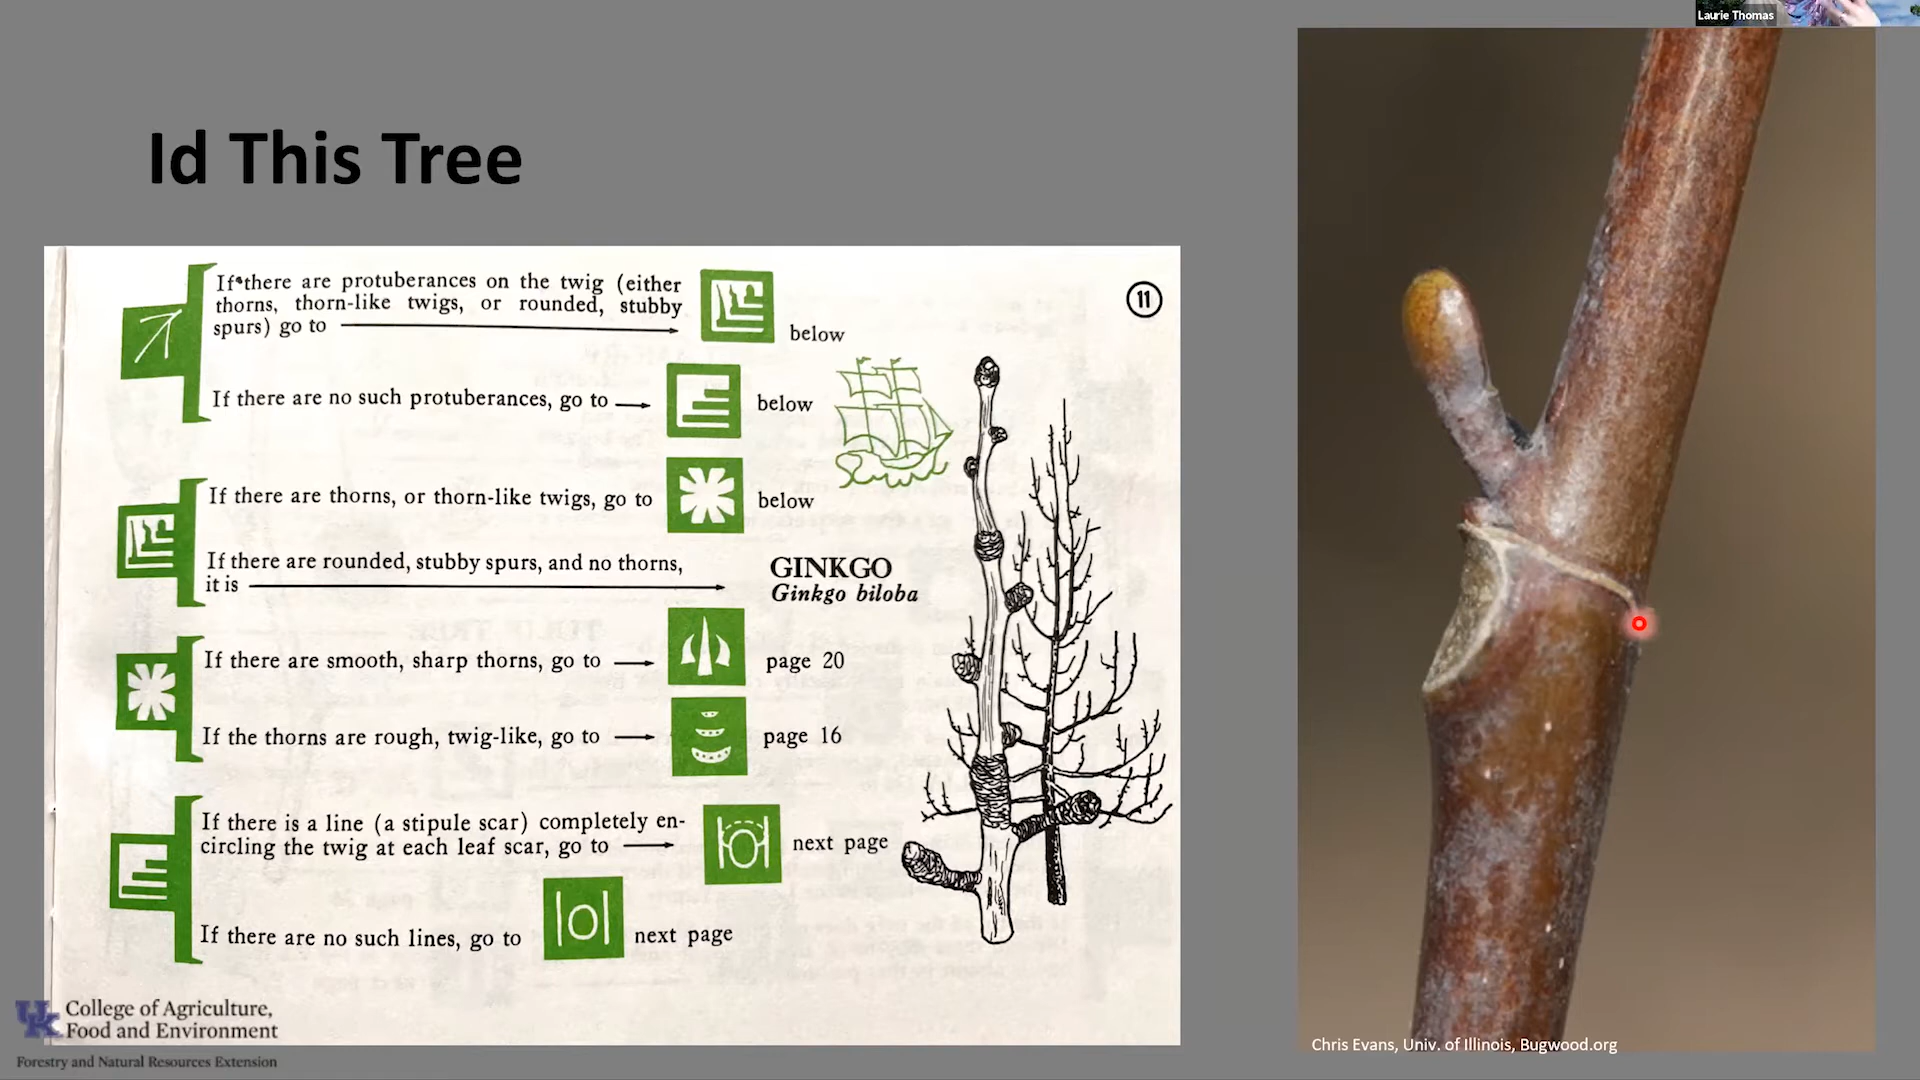 Laurie Thomas
Id This Tree
If there are protuberances on the twig (either
thorns, thorn-like twigs, or rounded, stubby
spurs) go to
below
11
If there are no such protuberances, go to
below
If there are thorns, or thorn-like twigs, go to
below
If there are rounded, stubby spurs, and no thorns,
it is
GINKGO
Ginkgo biloba
If there are smooth, sharp thorns, go to
page 20
If the thorns are rough, twig-like, go to
page 16
If there is a line (a stipule scar) completely en-
circling the twig at each leaf scar, go to
next page
If there are no such lines, go to
next page
UK
College of Agriculture,
Food and Environment
Forestry and Natural Resources Extension
Chris Evans, Univ. of Illinois, Bugwood.org